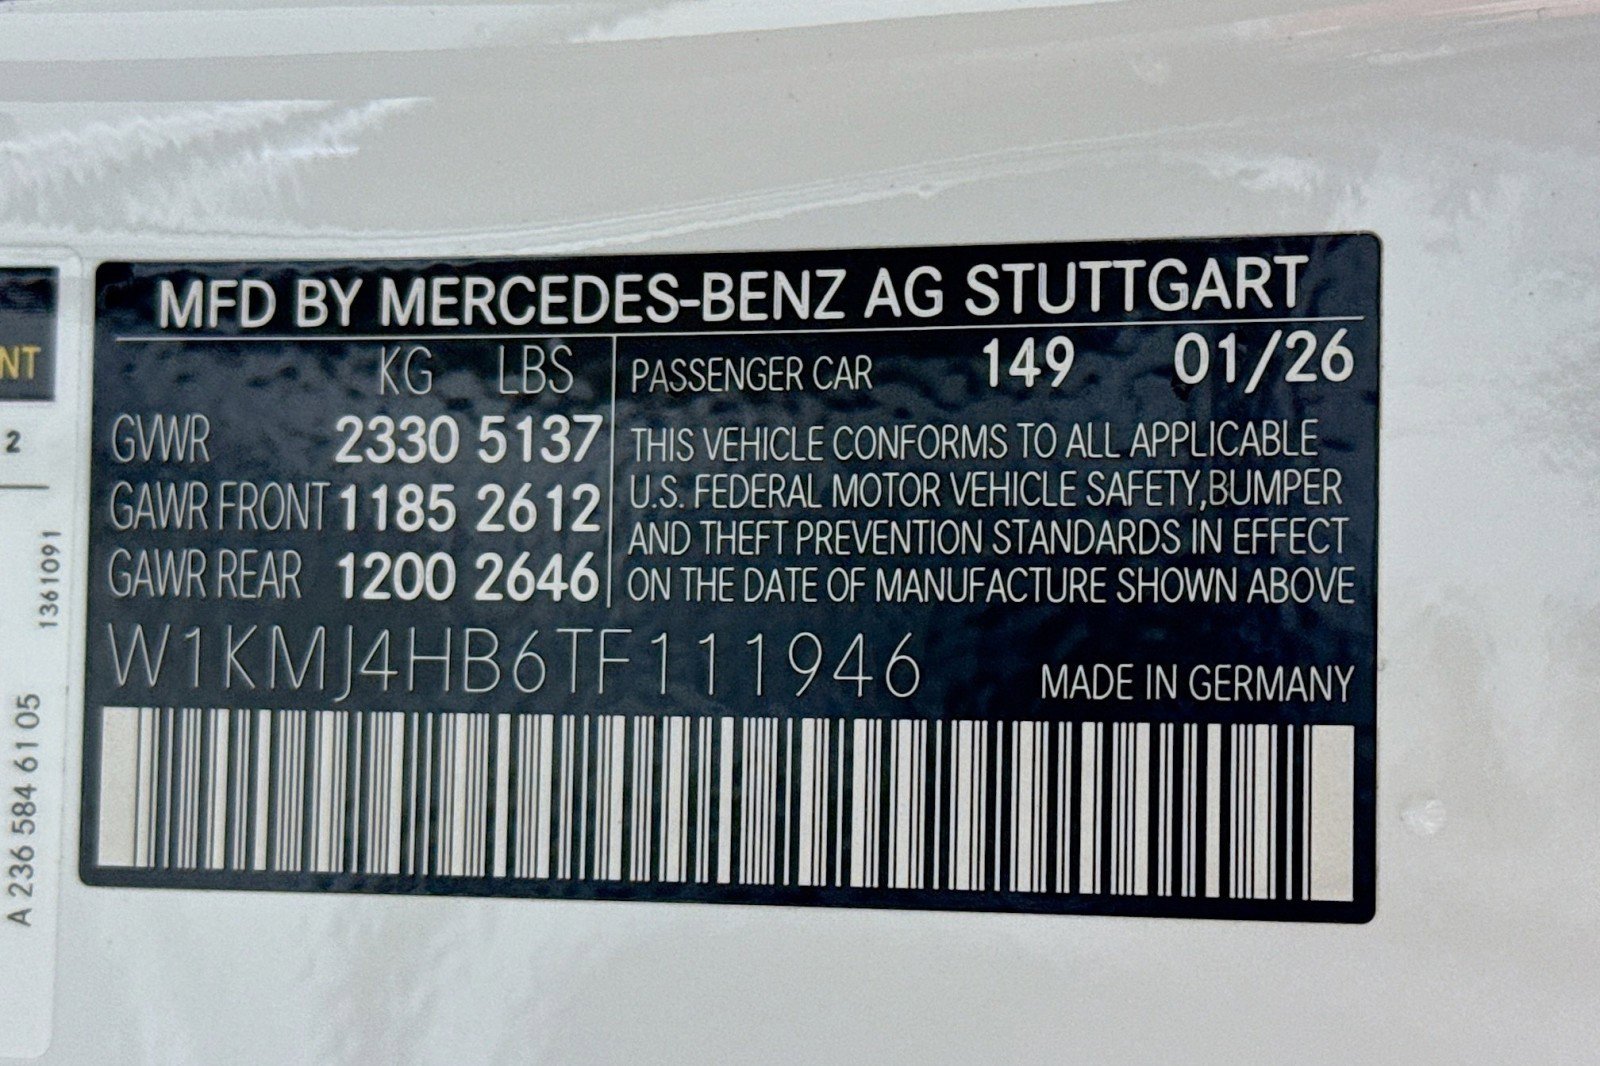 MFD BY MERCEDES-BENZ AG STUTTGART
KG LBS
GVWR 2330 5137
GAWR FRONT 1185 2612
GAWR REAR 1200 2646
PASSENGER CAR 149 01/26
THIS VEHICLE CONFORMS TO ALL APPLICABLE
U.S. FEDERAL MOTOR VEHICLE SAFETY,BUMPER
AND THEFT PREVENTION STANDARDS IN EFFECT
ON THE DATE OF MANUFACTURE SHOWN ABOVE
W1KMJ4HB6TF111946
MADE IN GERMANY
NT
2
1361091
A 236 584 61 05